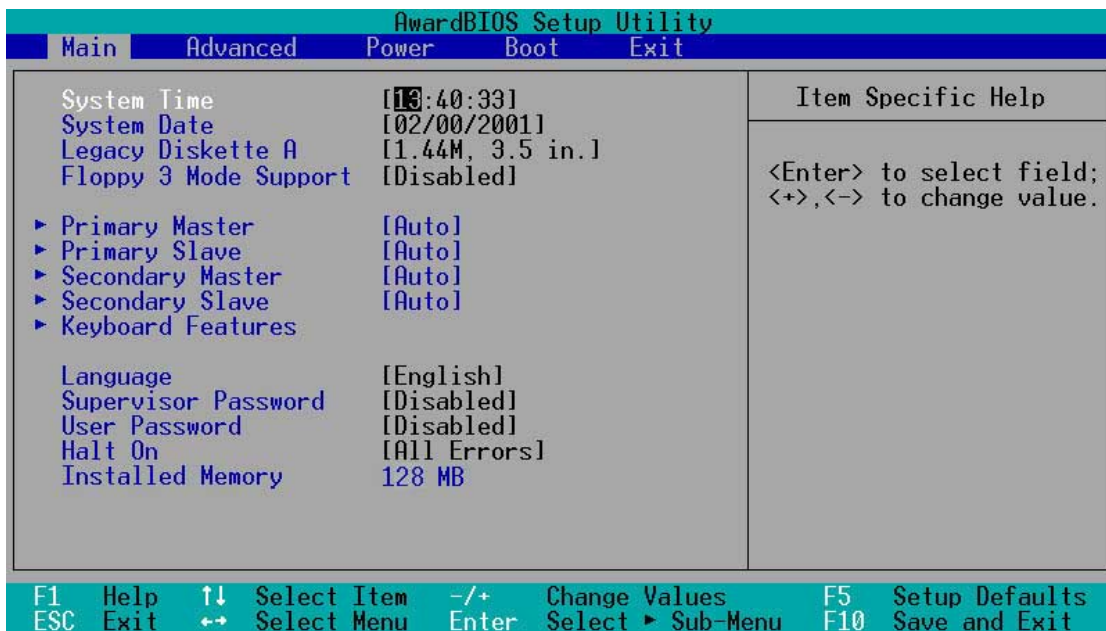 AwardBIOS Setup Utility
Main Advanced Power Boot Exit
System Time [13:40:33]
System Date [02/00/2001]
Legacy Diskette A [1.44M, 3.5 in.]
Floppy 3 Mode Support [Disabled]
▶ Primary Master [Auto]
▶ Primary Slave [Auto]
▶ Secondary Master [Auto]
▶ Secondary Slave [Auto]
▶ Keyboard Features
Language [English]
Supervisor Password [Disabled]
User Password [Disabled]
Halt On [All Errors]
Installed Memory 128 MB
Item Specific Help
<Enter> to select field;
<+>,<-> to change value.
F1 Help ↑↓ Select Item -/+ Change Values F5 Setup Defaults
ESC Exit ←→ Select Menu Enter Select ▶ Sub-Menu F10 Save and Exit